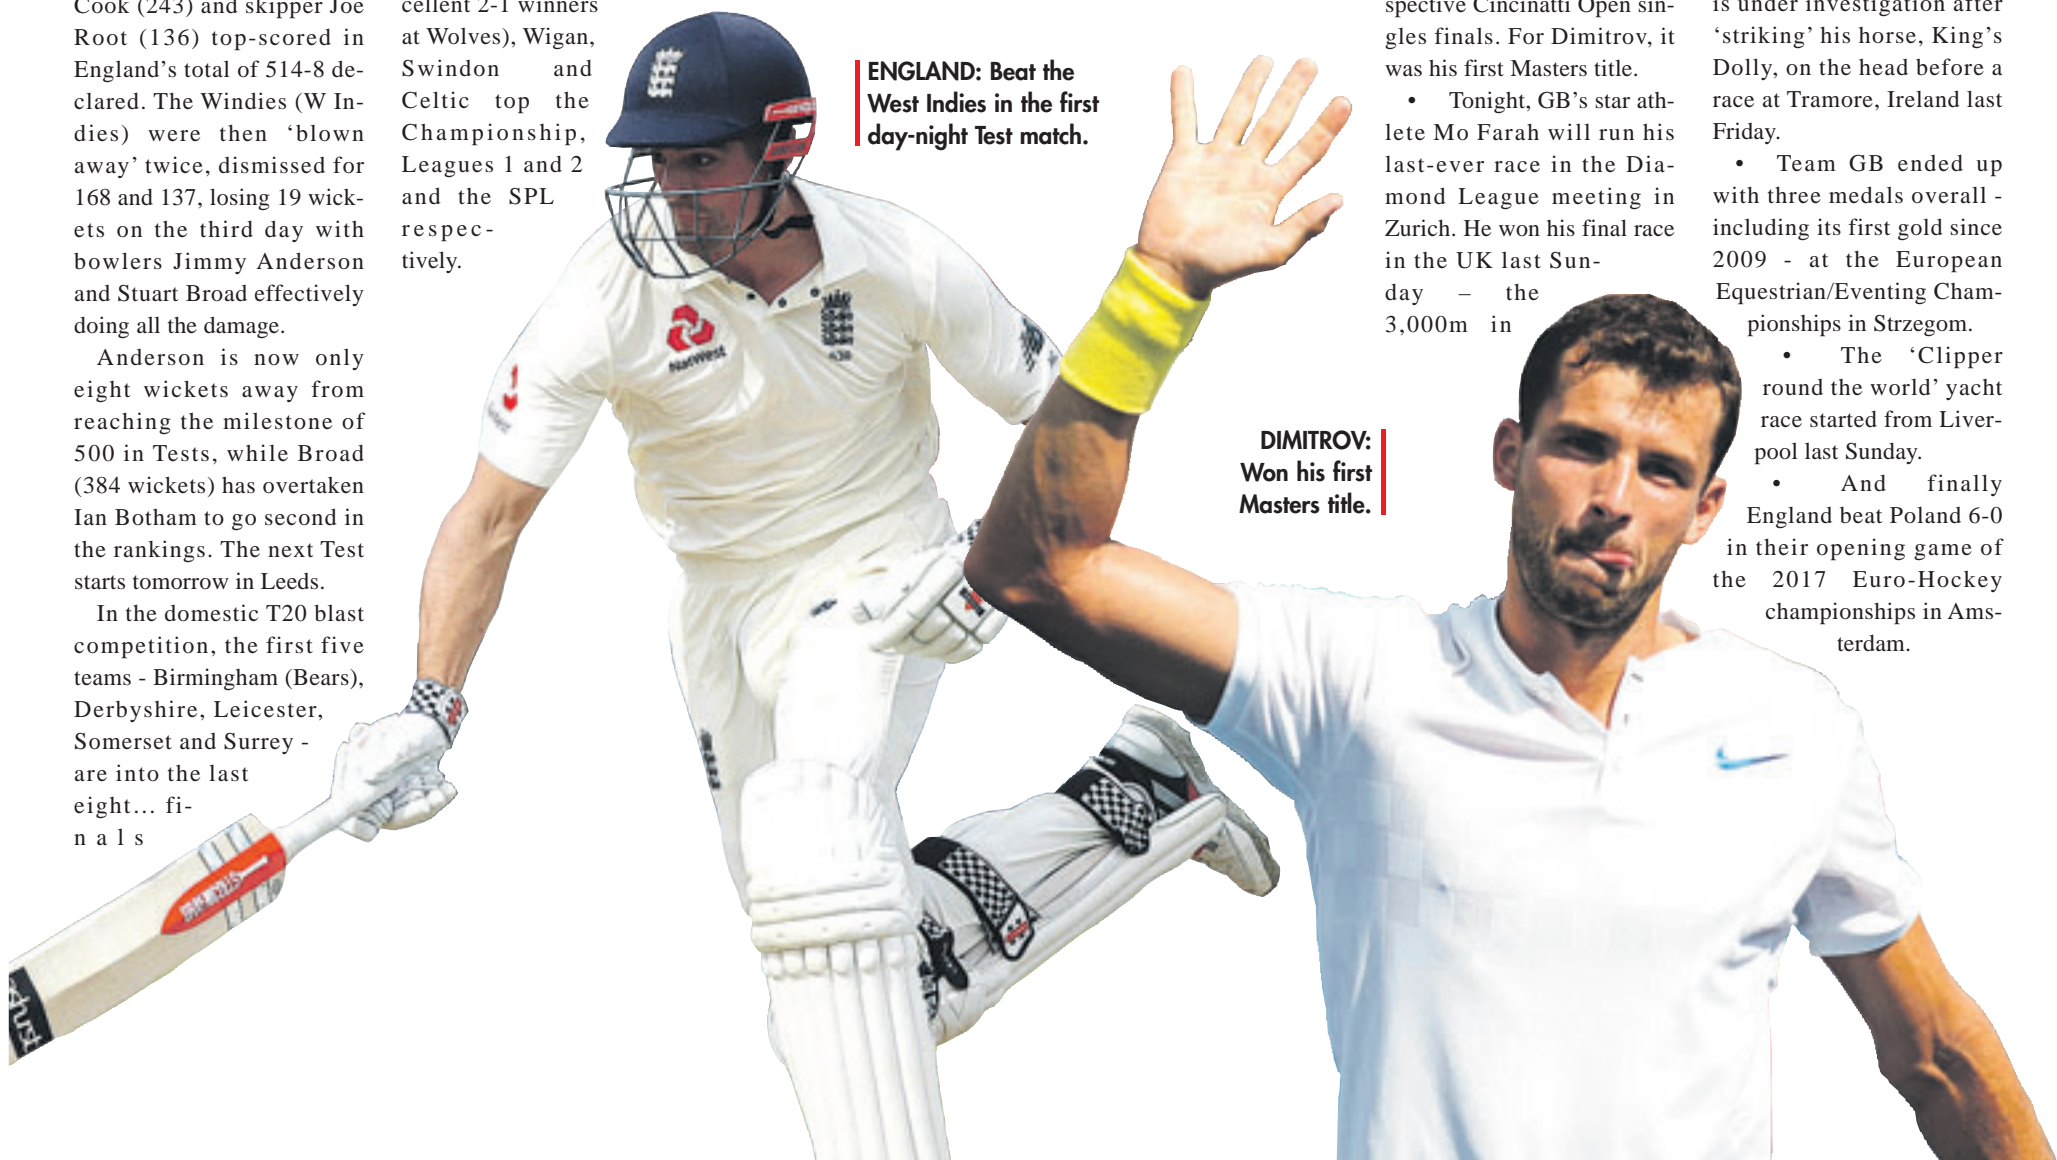 Cook (243) and skipper Joe
Root (136) top-scored in
England's total of 514-8 de-
clared. The Windies (W In-
dies) were then 'blown
away' twice, dismissed for
168 and 137, losing 19 wick-
ets on the third day with
bowlers Jimmy Anderson
and Stuart Broad effectively
doing all the damage.
Anderson is now only
eight wickets away from
reaching the milestone of
500 in Tests, while Broad
(384 wickets) has overtaken
Ian Botham to go second in
the rankings. The next Test
starts tomorrow in Leeds.
In the domestic T20 blast
competition, the first five
teams - Birmingham (Bears),
Derbyshire, Leicester,
Somerset and Surrey -
are into the last
eight... fi-
nals
cellent 2-1 winners
at Wolves), Wigan,
Swindon and
Celtic top the
Championship,
Leagues 1 and 2
and the SPL
respec-
tively.
ENGLAND: Beat the
West Indies in the first
day-night Test match.
NatWest
DIMITROV:
Won his first
Masters title.
spective Cincinatti Open sin-
gles finals. For Dimitrov, it
was his first Masters title.
• Tonight, GB's star ath-
lete Mo Farah will run his
last-ever race in the Dia-
mond League meeting in
Zurich. He won his final race
in the UK last Sun-
day – the
3,000m in
is under investigation after
'striking' his horse, King's
Dolly, on the head before a
race at Tramore, Ireland last
Friday.
• Team GB ended up
with three medals overall -
including its first gold since
2009 - at the European
Equestrian/Eventing Cham-
pionships in Strzegom.
• The 'Clipper
round the world' yacht
race started from Liver-
pool last Sunday.
• And finally
England beat Poland 6-0
in their opening game of
the 2017 Euro-Hockey
championships in Ams-
terdam.